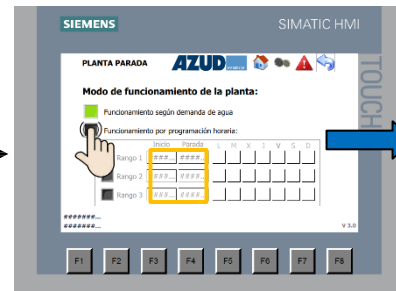 SIEMENS
SIMATIC HMI
TOUCH
PLANTA PARADA
AZUD
Modo de funcionamiento de la planta:
Funcionamiento según demanda de agua
Funcionamiento por programación horaria:
Inicio Parada L M X J V S D
Rango 1 ###... ####...
Rango 2 ###... ####...
Rango 3 ###... ####...
#######...
#######...
V 3.0
F1 F2 F3 F4 F5 F6 F7 F8